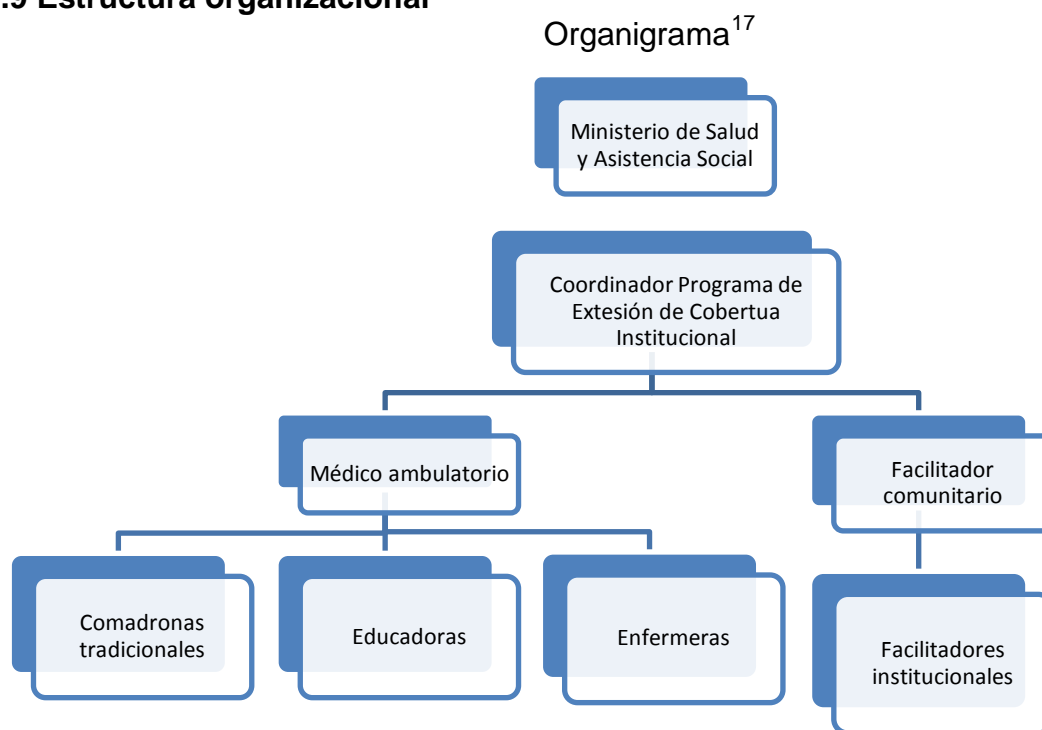 .9 Estructura organizacional
Organigrama17
Ministerio de Salud
y Asistencia Social
Coordinador Programa de
Extesión de Cobertua
Institucional
Médico ambulatorio
Facilitador
comunitario
Comadronas
tradicionales
Educadoras
Enfermeras
Facilitadores
institucionales